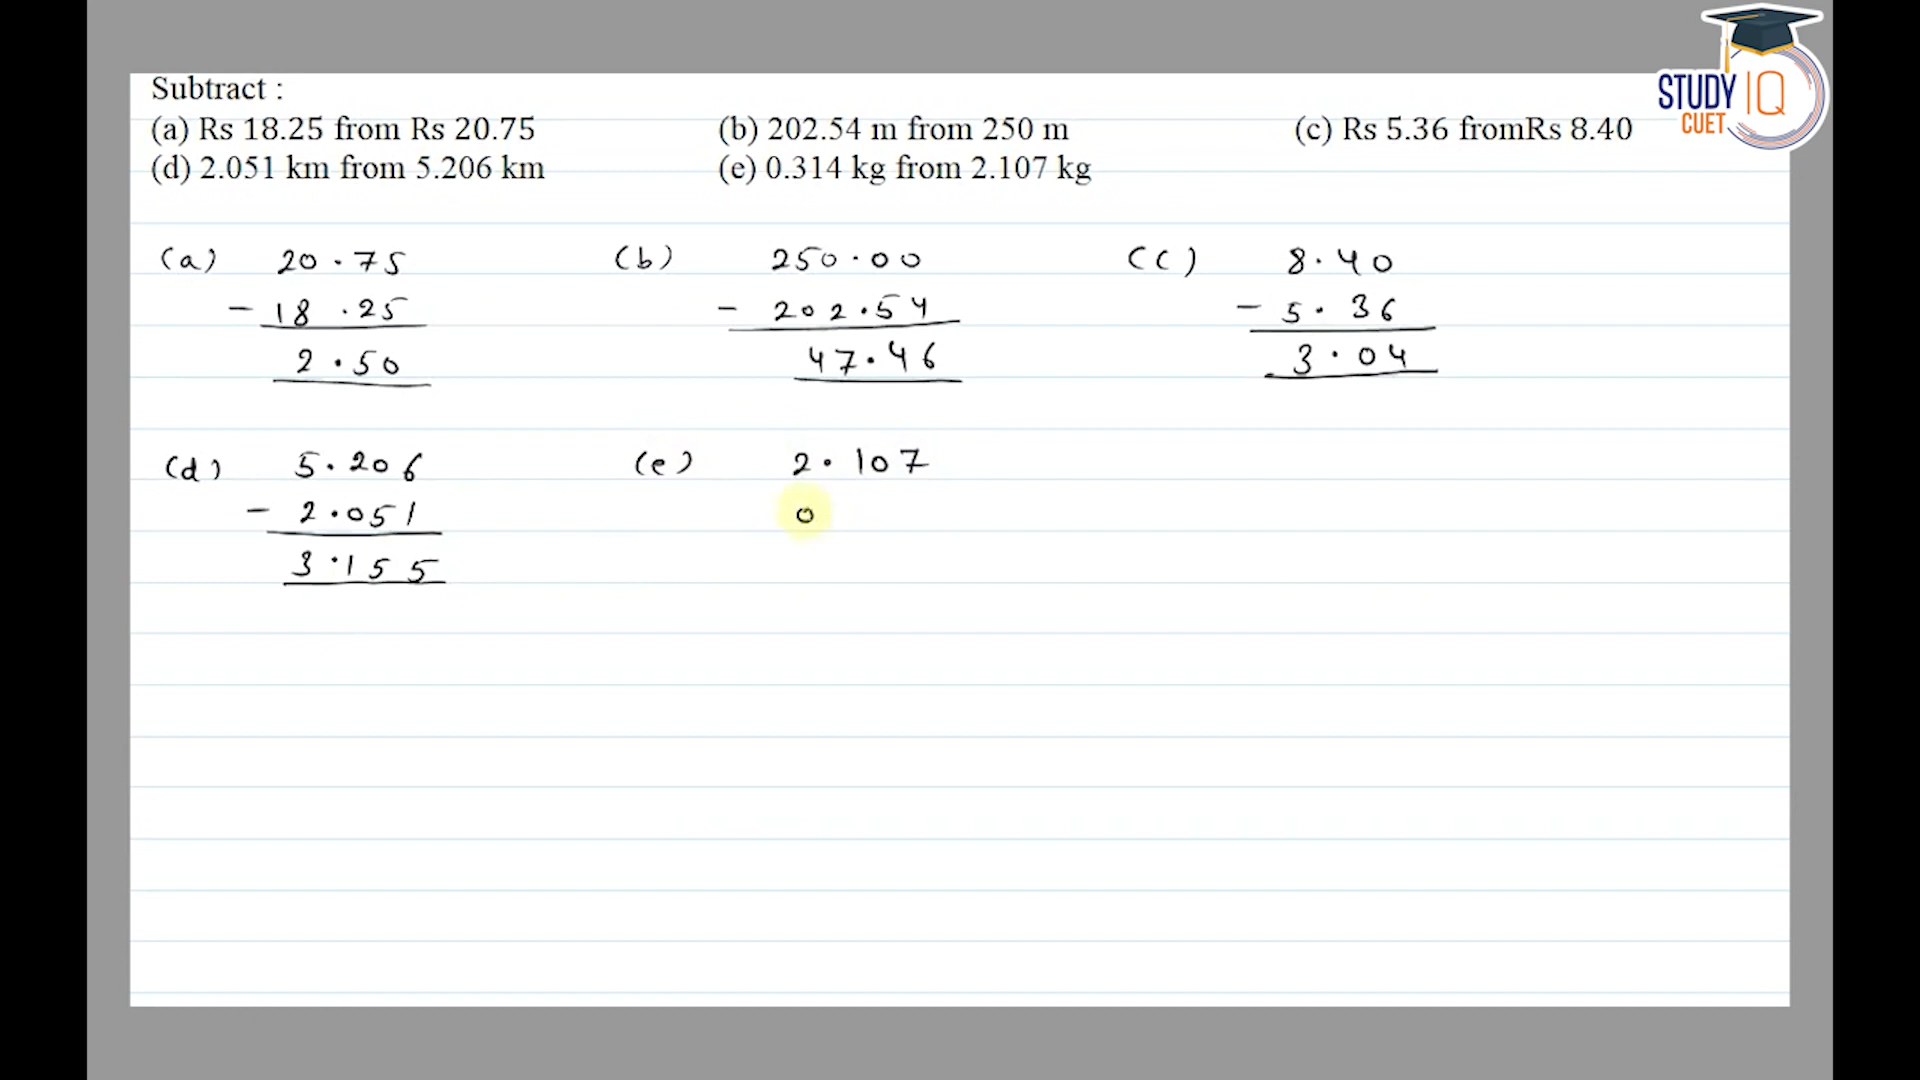 Subtract :
(a) Rs 18.25 from Rs 20.75 (b) 202.54 m from 250 m (c) Rs 5.36 fromRs 8.40
(d) 2.051 km from 5.206 km (e) 0.314 kg from 2.107 kg
STUDY IQ
CUET
(a) 20.75 (b) 250.00 (c) 8.40
- 18.25 - 202.54 - 5.36
2.50 47.46 3.04
(d) 5.206 (e) 2.107
- 2.051 0
3.155